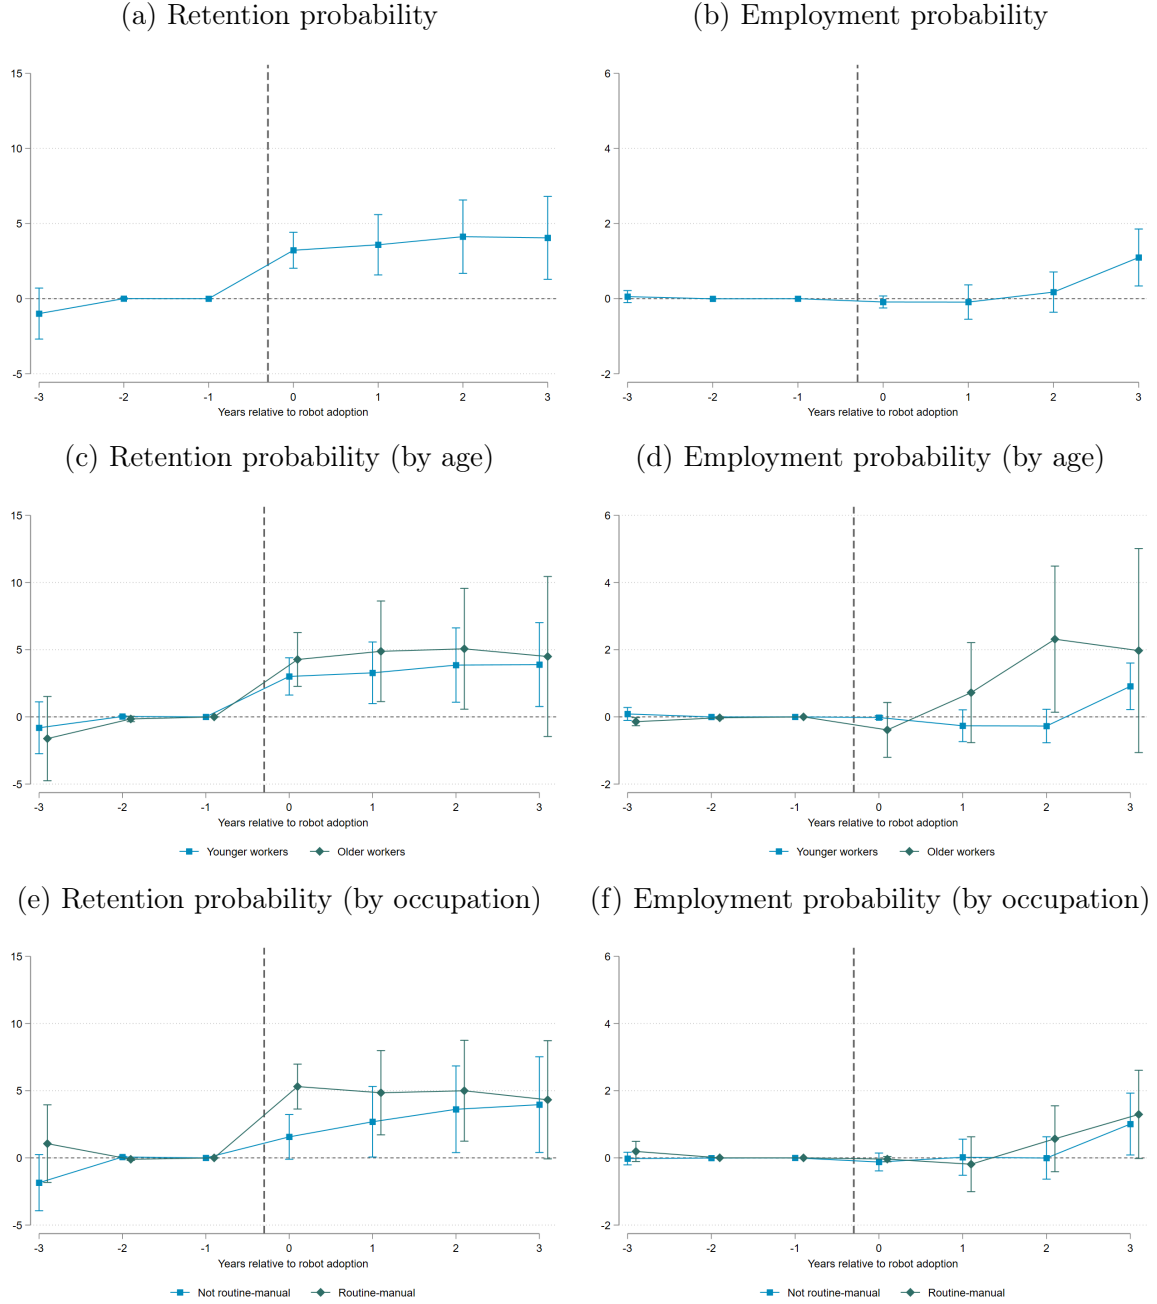 (a) Retention probability
15
10
5
0
-5
-3 -2 -1 0 1 2 3
Years relative to robot adoption
(b) Employment probability
6
4
2
0
-2
-3 -2 -1 0 1 2 3
Years relative to robot adoption
(c) Retention probability (by age)
15
10
5
0
-5
-3 -2 -1 0 1 2 3
Years relative to robot adoption
Younger workers Older workers
(d) Employment probability (by age)
6
4
2
0
-2
-3 -2 -1 0 1 2 3
Years relative to robot adoption
Younger workers Older workers
(e) Retention probability (by occupation)
15
10
5
0
-5
-3 -2 -1 0 1 2 3
Years relative to robot adoption
Not routine-manual Routine-manual
(f) Employment probability (by occupation)
6
4
2
0
-2
-3 -2 -1 0 1 2 3
Years relative to robot adoption
Not routine-manual Routine-manual